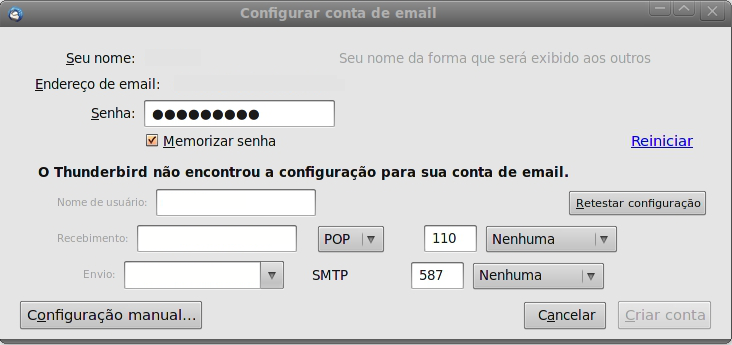 Configurar conta de email
Seu nome: Seu nome da forma que será exibido aos outros
Endereço de email:
Senha: ●●●●●●●●●
Memorizar senha Reiniciar
O Thunderbird não encontrou a configuração para sua conta de email.
Nome de usuário: Retestar configuração
Recebimento: POP 110 Nenhuma
Envio: SMTP 587 Nenhuma
Configuração manual... Cancelar Criar conta